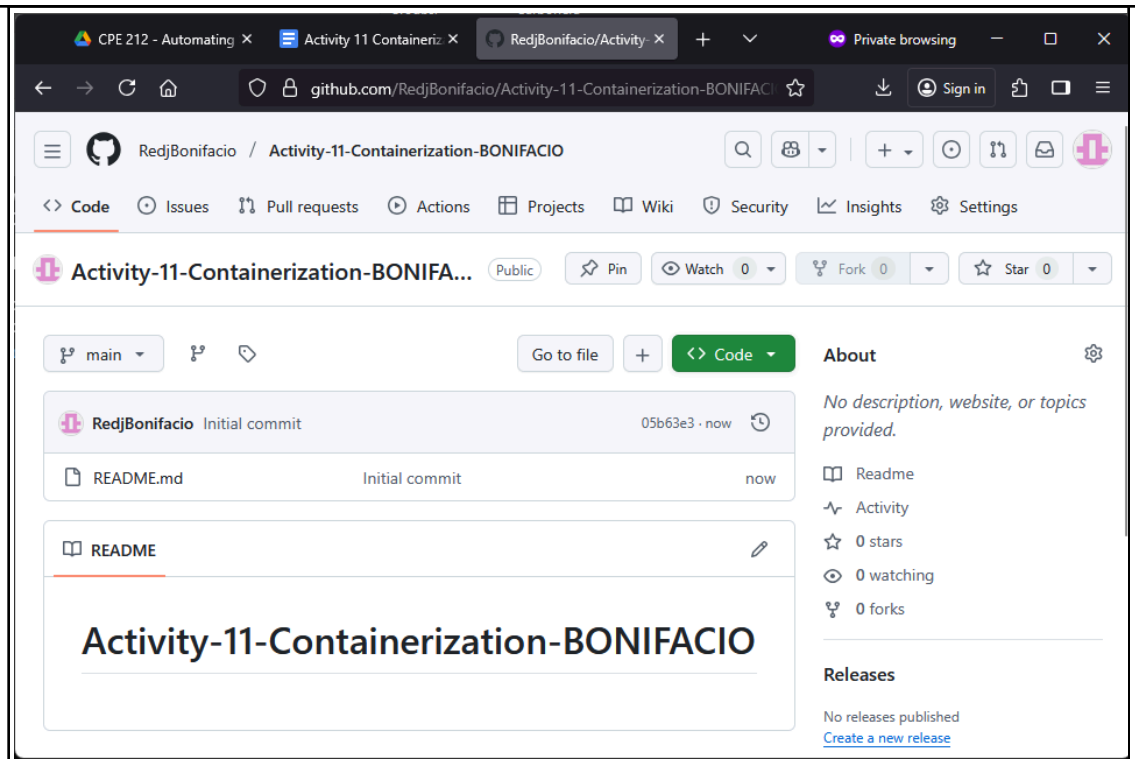 CPE 212 - Automating
Activity 11 Containeriz
RedjBonifacio/Activity-
Private browsing
github.com/RedjBonifacio/Activity-11-Containerization-BONIFACI
Sign in
RedjBonifacio / Activity-11-Containerization-BONIFACIO
Code Issues Pull requests Actions Projects Wiki Security Insights Settings
Activity-11-Containerization-BONIFA... Public Pin Watch 0 Fork 0 Star 0
main Go to file Code
RedjBonifacio Initial commit 05b63e3 · now
README.md Initial commit now
README
Activity-11-Containerization-BONIFACIO
About
No description, website, or topics
provided.
Readme
Activity
0 stars
0 watching
0 forks
Releases
No releases published
Create a new release